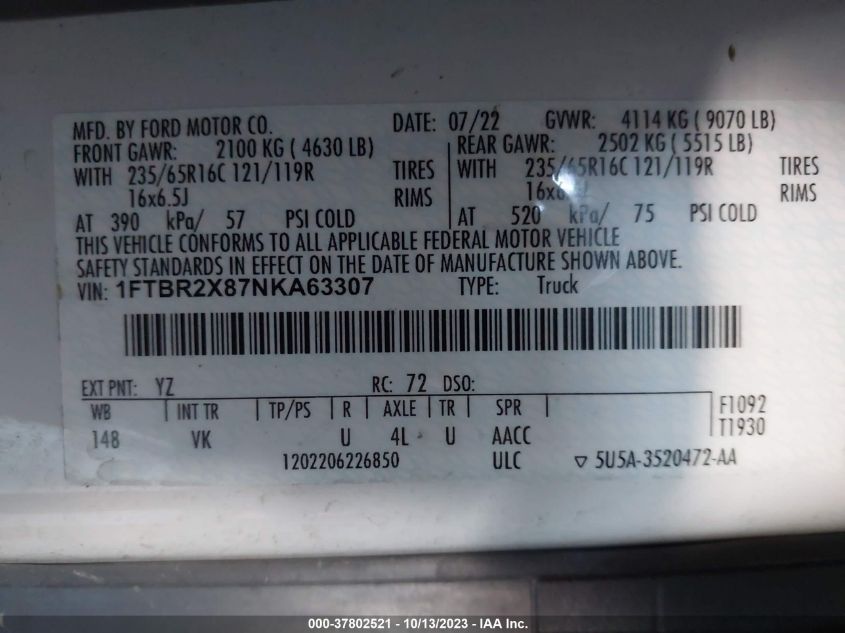 MFD. BY FORD MOTOR CO. DATE: 07/22 GVWR: 4114 KG ( 9070 LB)
FRONT GAWR: 2100 KG ( 4630 LB) REAR GAWR: 2502 KG ( 5515 LB)
WITH 235/65R16C 121/119R TIRES WITH 235/65R16C 121/119R TIRES
16x6.5J RIMS 16x6.5J RIMS
AT 390 kPa/ 57 PSI COLD AT 520 kPa/ 75 PSI COLD
THIS VEHICLE CONFORMS TO ALL APPLICABLE FEDERAL MOTOR VEHICLE
SAFETY STANDARDS IN EFFECT ON THE DATE OF MANUFACTURE SHOWN ABOVE.
VIN: 1FTBR2X87NKA63307 TYPE: Truck
EXT PNT: YZ RC: 72 DSO:
WB INT TR TP/PS R AXLE TR SPR F1092
148 VK U 4L U AACC T1930
1202206226850 ULC ▽ 5U5A-3520472-AA
000-37802521 - 10/13/2023 - IAA Inc.